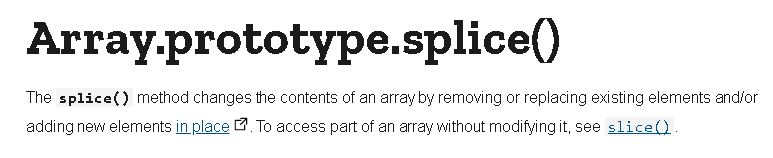 Array.prototype.splice()
The splice() method changes the contents of an array by removing or replacing existing elements and/or
adding new elements in place. To access part of an array without modifying it, see slice().